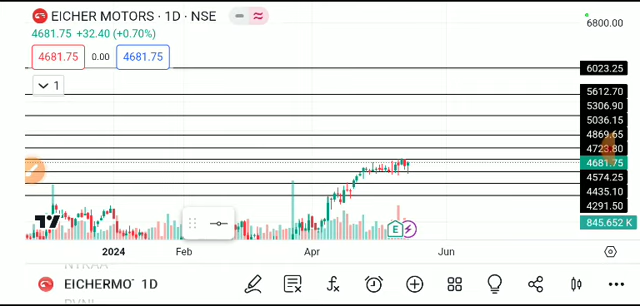 EICHER MOTORS · 1D · NSE
4681.75 +32.40 (+0.70%)
4681.75 0.00 4681.75
1
6800.00
6023.25
5612.70
5306.90
5036.15
4869.65
4723.80
4681.75
4574.25
4435.10
4291.50
845.652 K
E
2024 Feb Apr Jun
EICHERMO 1D